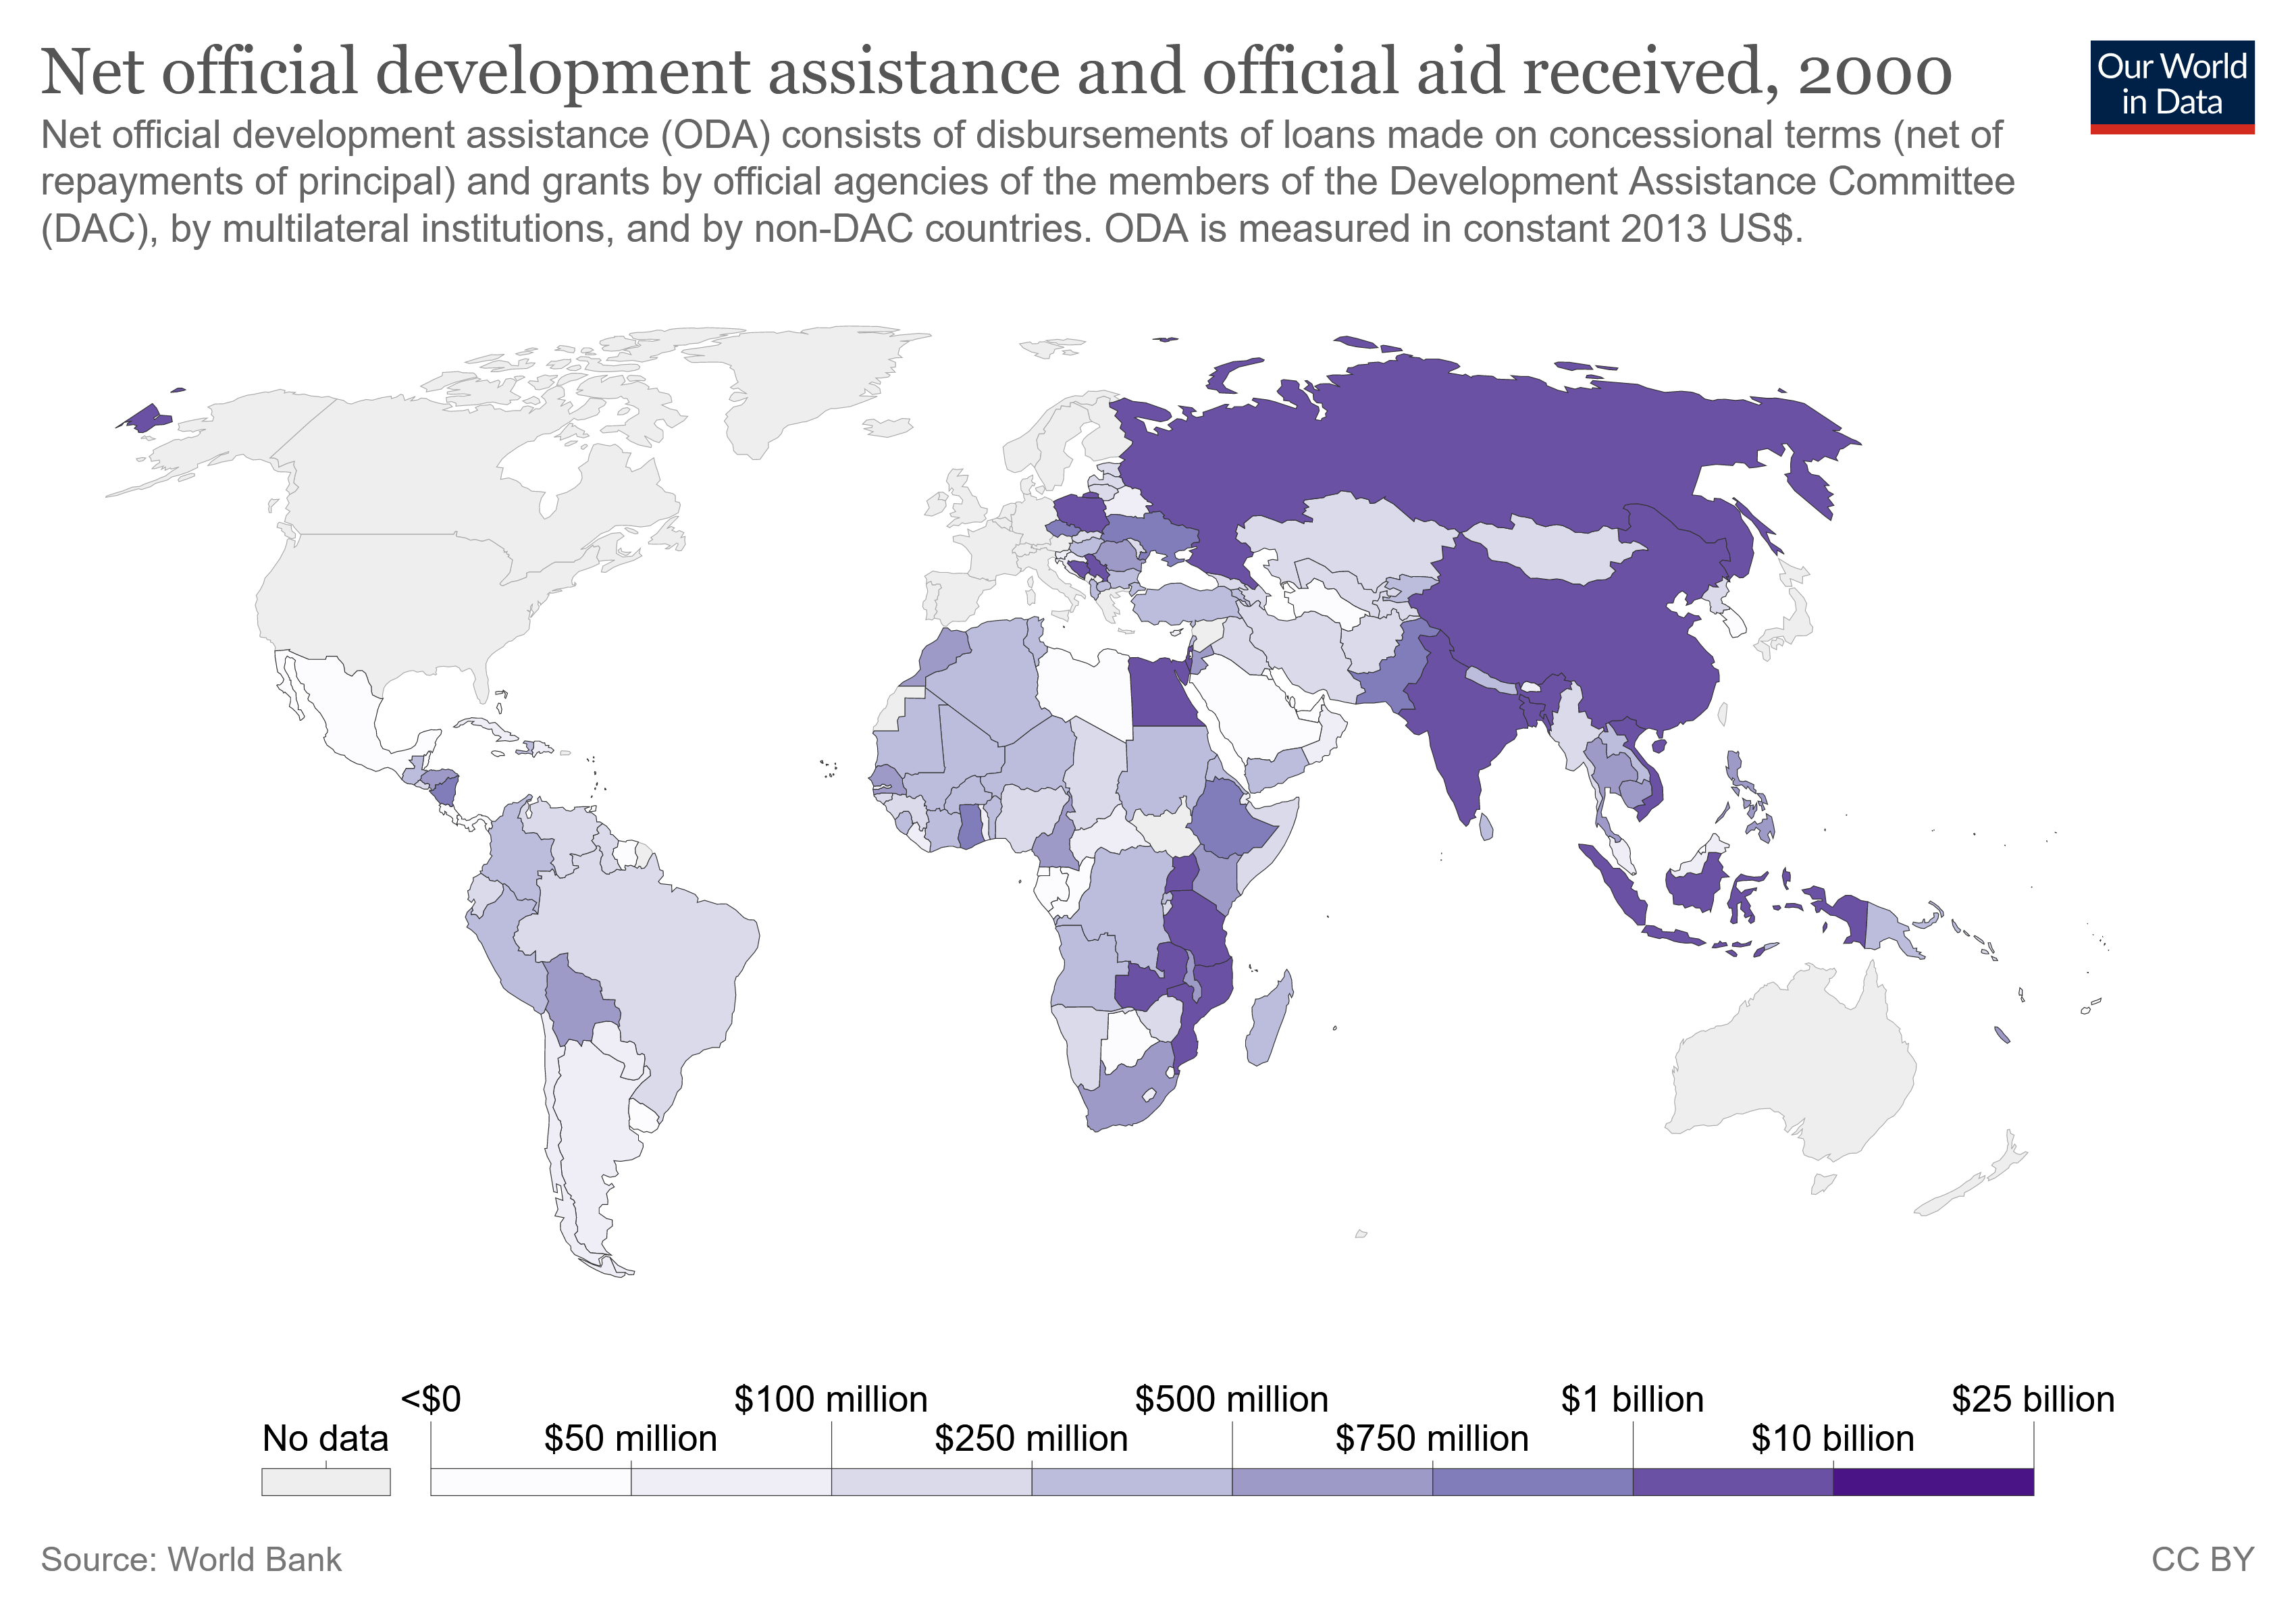 Net official development assistance and official aid received, 2000
Our World
in Data
Net official development assistance (ODA) consists of disbursements of loans made on concessional terms (net of
repayments of principal) and grants by official agencies of the members of the Development Assistance Committee
(DAC), by multilateral institutions, and by non-DAC countries. ODA is measured in constant 2013 US$.
<$0
$100 million
$500 million
$1 billion
$25 billion
No data
$50 million
$250 million
$750 million
$10 billion
Source: World Bank
CC BY